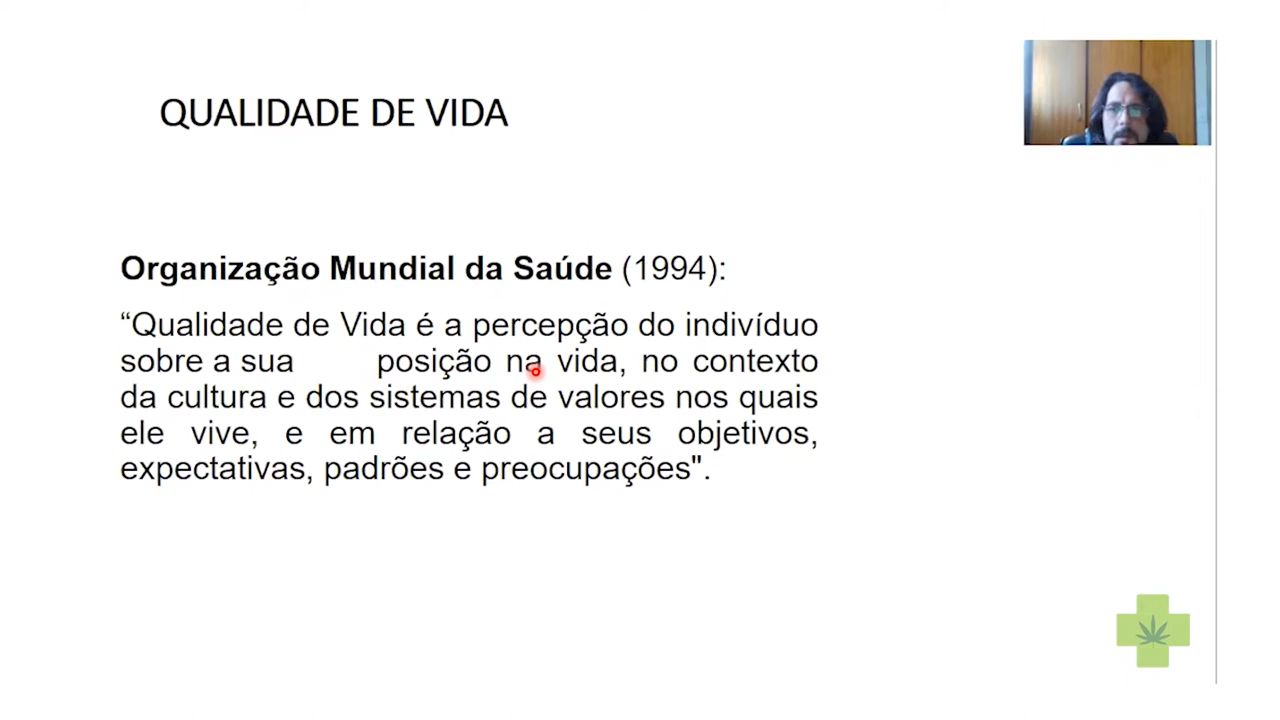 QUALIDADE DE VIDA
Organização Mundial da Saúde (1994):
“Qualidade de Vida é a percepção do indivíduo
sobre a sua posição na vida, no contexto
da cultura e dos sistemas de valores nos quais
ele vive, e em relação a seus objetivos,
expectativas, padrões e preocupações".